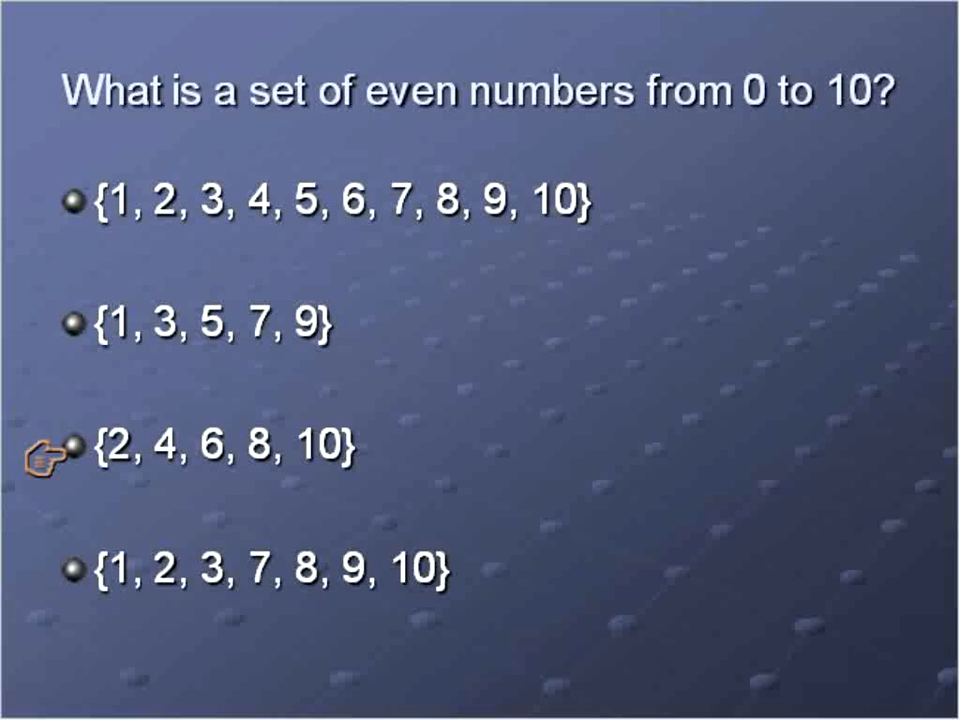 What is a set of even numbers from 0 to 10?
{1, 2, 3, 4, 5, 6, 7, 8, 9, 10}
{1, 3, 5, 7, 9}
{2, 4, 6, 8, 10}
{1, 2, 3, 7, 8, 9, 10}